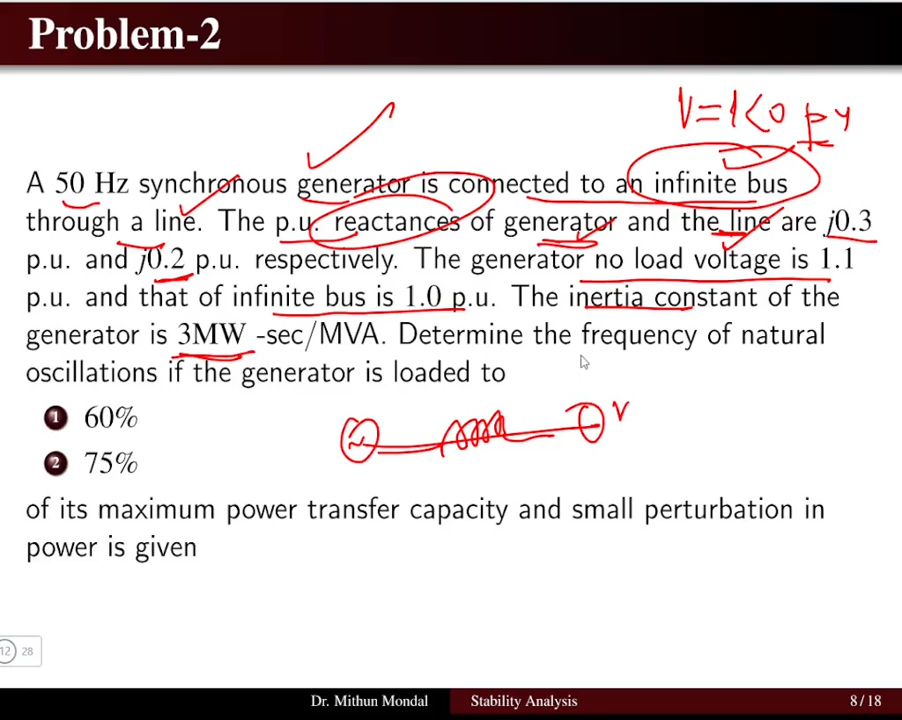 Problem-2
V=1<0 py
A 50 Hz synchronous generator is connected to an infinite bus
through a line. The p.u. reactances of generator and the line are j0.3
p.u. and j0.2 p.u. respectively. The generator no load voltage is 1.1
p.u. and that of infinite bus is 1.0 p.u. The inertia constant of the
generator is 3MW -sec/MVA. Determine the frequency of natural
oscillations if the generator is loaded to
1 60%
V
2 75%
of its maximum power transfer capacity and small perturbation in
power is given
12 28
Dr. Mithun Mondal Stability Analysis 8 / 18